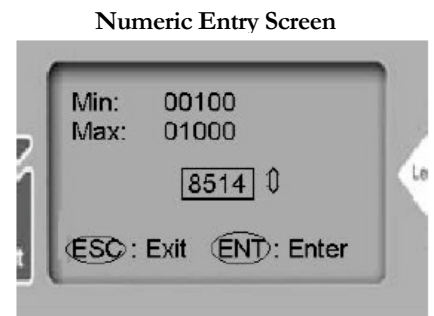 Numeric Entry Screen
Min: 00100
Max: 01000
8514
ESC: Exit ENT: Enter